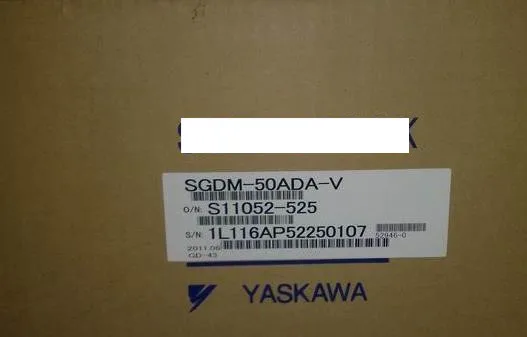 SGDM-50ADA-V
O/N: S11052-525
S/N: 1L116AP52250107 52946-0
2011.06
GD-43
YASKAWA